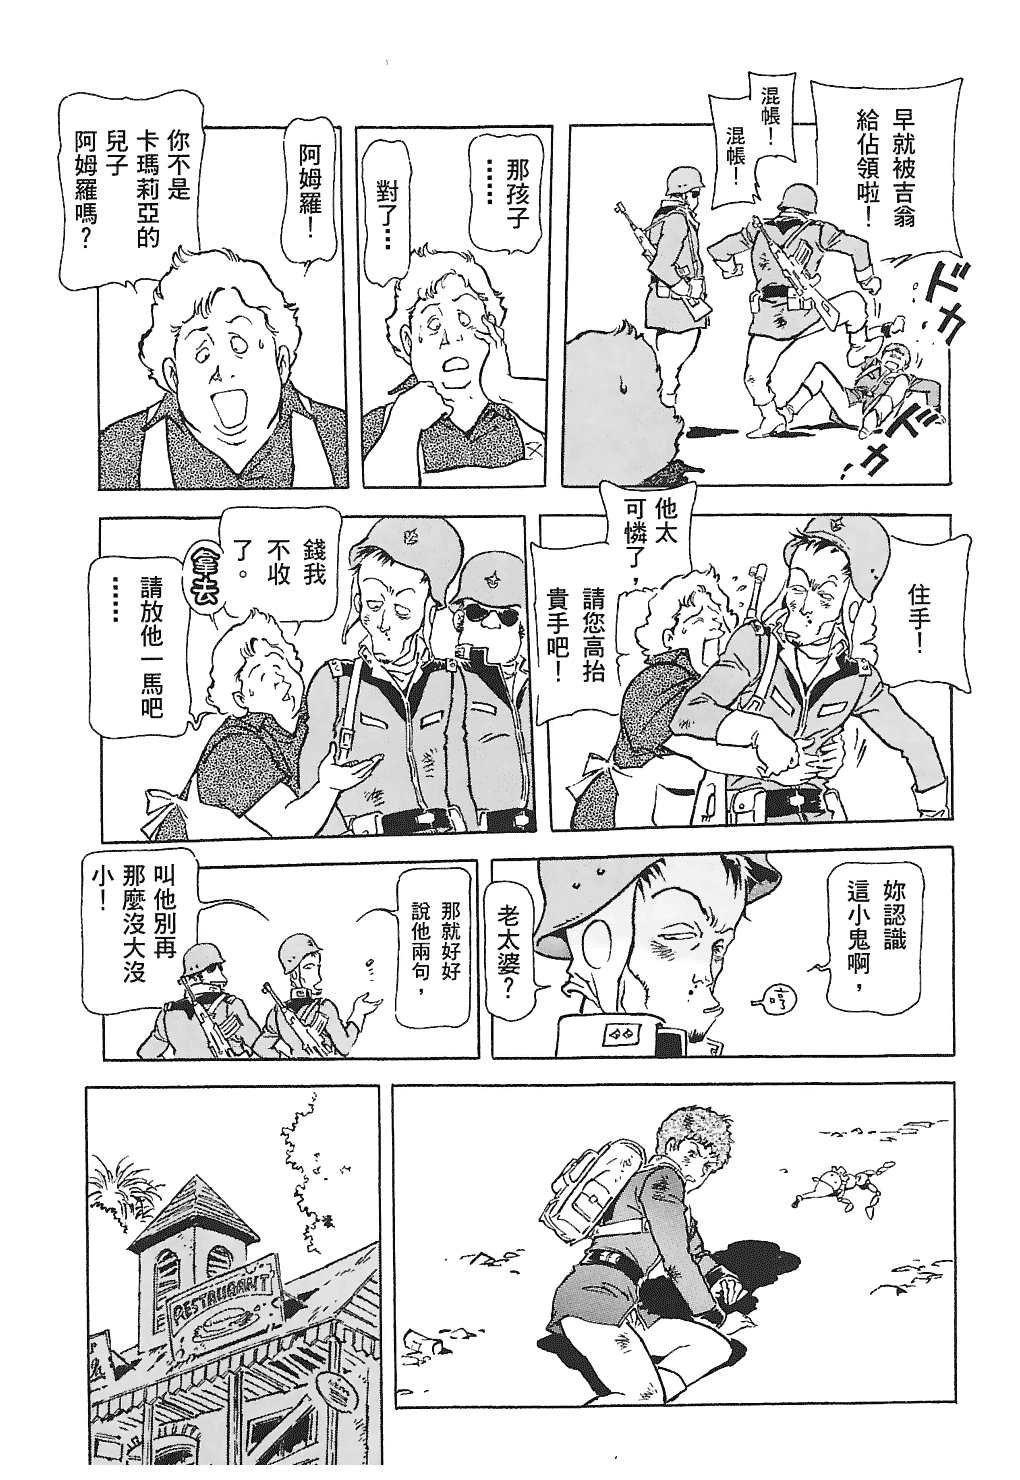 早就被吉翁
給佔領啦！
混帳！
混帳！
ドカ
ドカ
那孩子
……
對了…
阿姆羅！
你不是
卡瑪莉亞的
兒子
阿姆羅嗎？
住手！
他太
可憐了，
請您高抬
貴手吧！
錢我
不收
了。
拿去
請放他一馬吧
……
妳認識
這小鬼啊，
哼
老太婆？
那就好好
說他兩句，
叫他別再
那麼沒大沒
小！
RESTAURANT